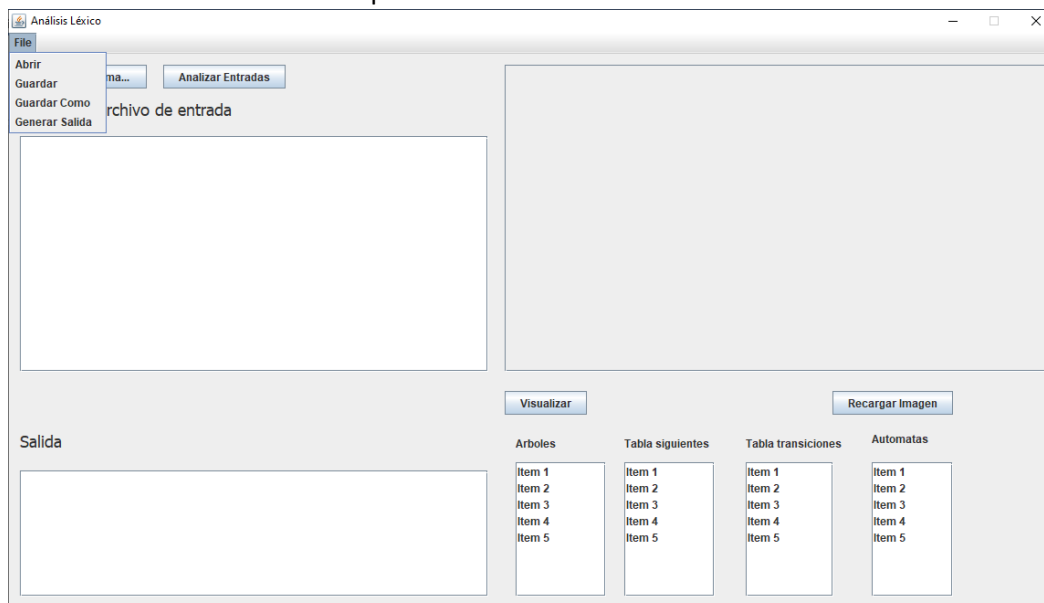 Análisis Léxico
File
Abrir
Guardar
Guardar Como
Generar Salida
ma... Analizar Entradas
rchivo de entrada
Visualizar Recargar Imagen
Salida
Arboles Tabla siguientes Tabla transiciones Automatas
Item 1 Item 1 Item 1 Item 1
Item 2 Item 2 Item 2 Item 2
Item 3 Item 3 Item 3 Item 3
Item 4 Item 4 Item 4 Item 4
Item 5 Item 5 Item 5 Item 5